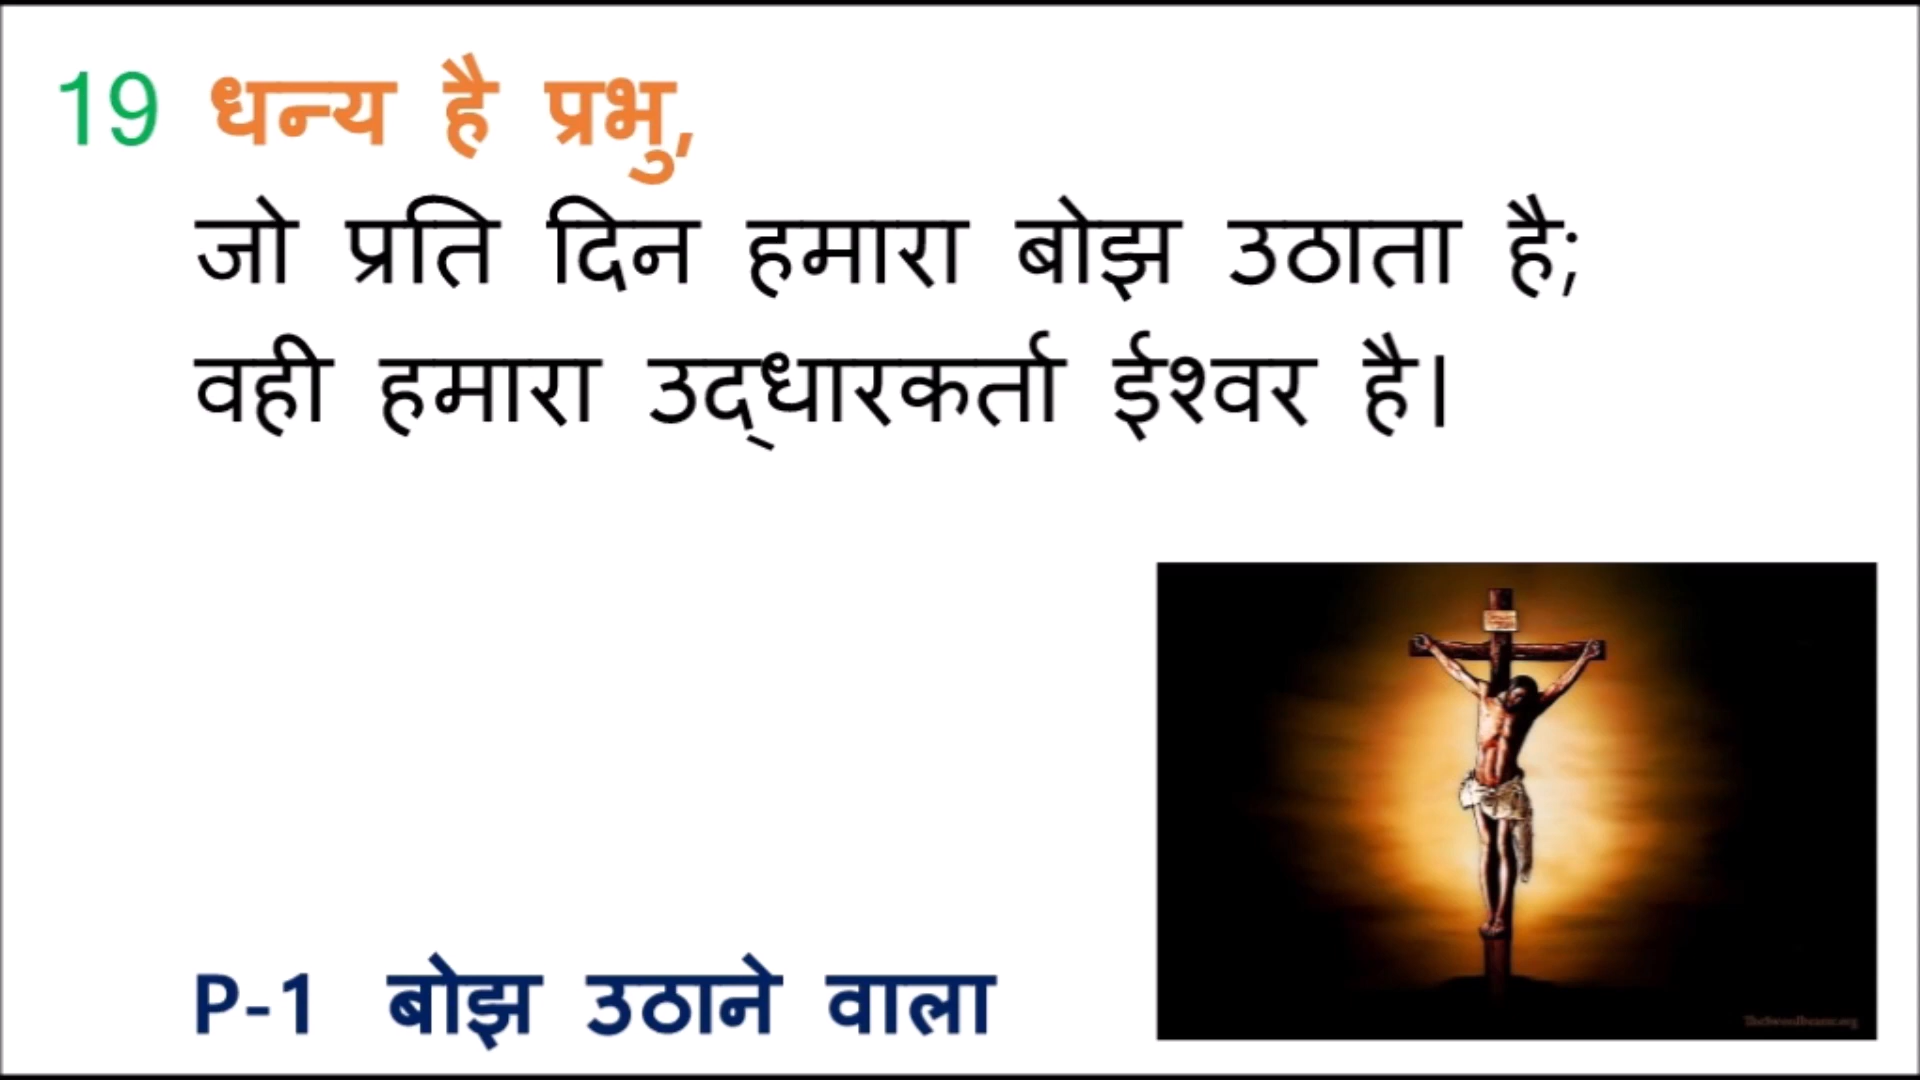 19 धन्य है प्रभु,
जो प्रति दिन हमारा बोझ उठाता है;
वही हमारा उद्धारकर्ता ईश्वर है।
P-1 बोझ उठाने वाला